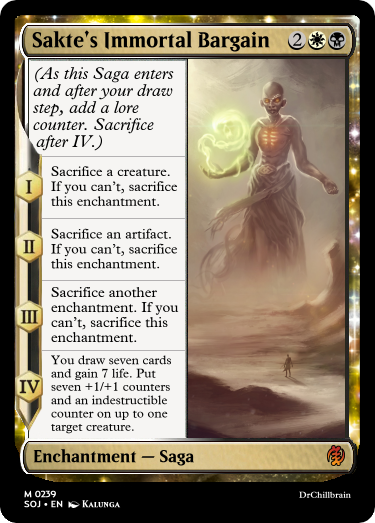 Sakte's Immortal Bargain 2
(As this Saga enters
and after your draw
step, add a lore
counter. Sacrifice
after IV.)
I
Sacrifice a creature.
If you can't, sacrifice
this enchantment.
II
Sacrifice an artifact.
If you can't, sacrifice
this enchantment.
III
Sacrifice another
enchantment. If you
can't, sacrifice this
enchantment.
IV
You draw seven cards
and gain 7 life. Put
seven +1/+1 counters
and an indestructible
counter on up to one
target creature.
Enchantment — Saga
M 0239
SOJ • EN Kalunga
DrChillbrain